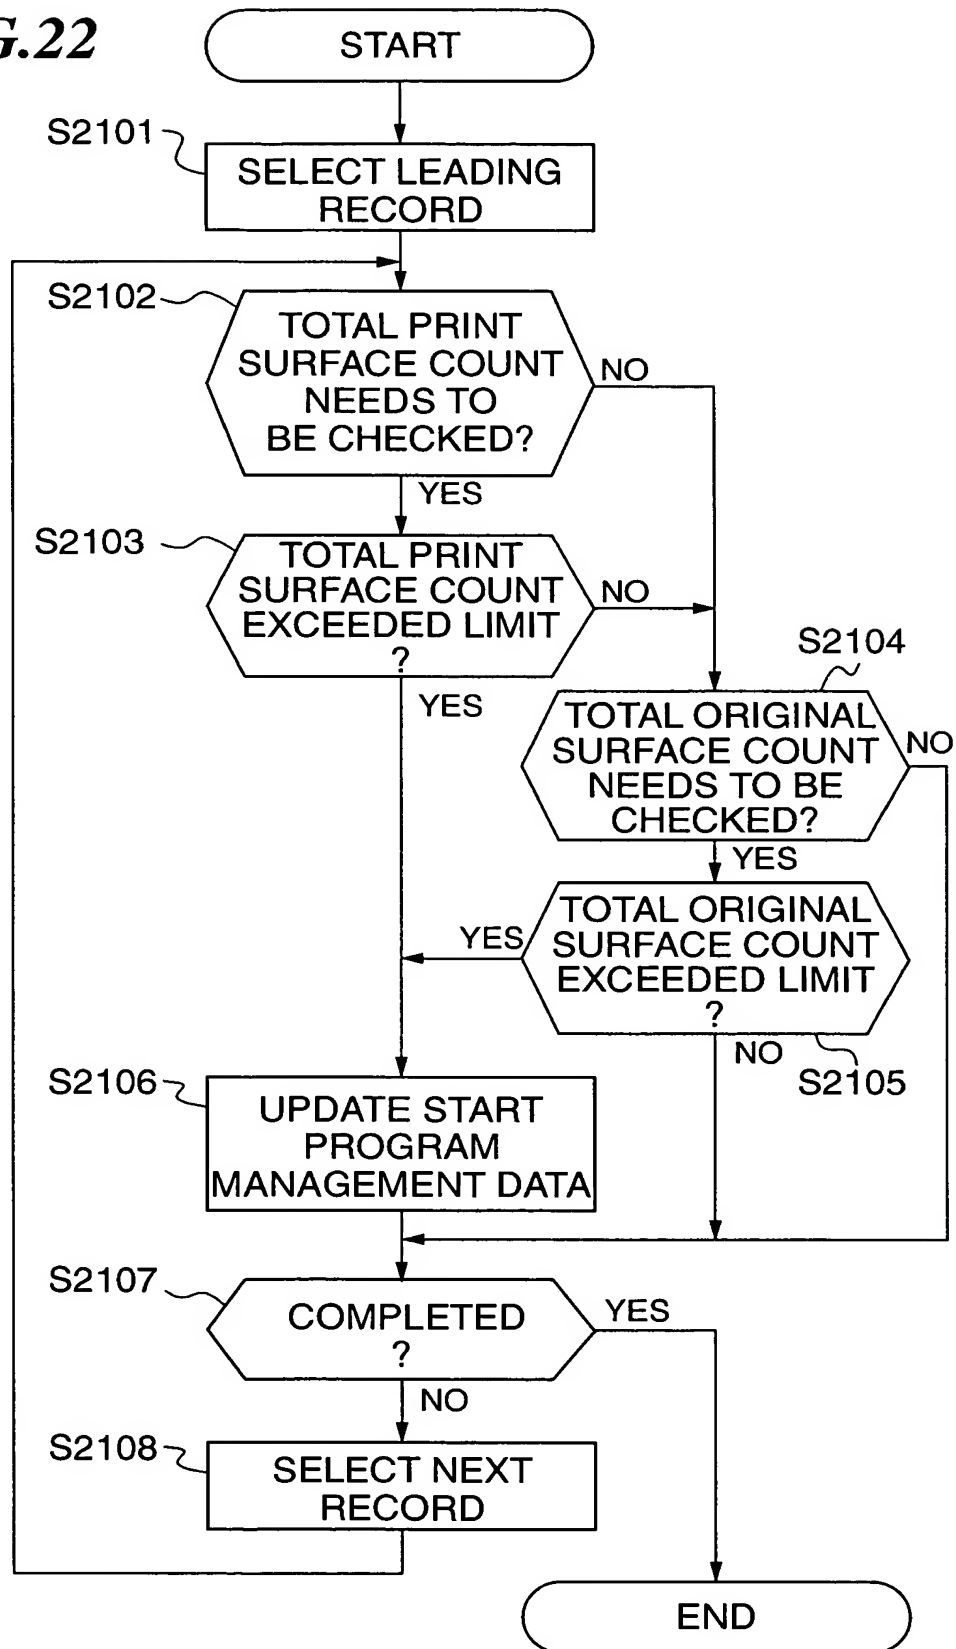 G.22
START
S2101
SELECT LEADING
RECORD
S2102
TOTAL PRINT
SURFACE COUNT
NEEDS TO
BE CHECKED?
NO
YES
S2103
TOTAL PRINT
SURFACE COUNT
EXCEEDED LIMIT
?
NO
YES
S2104
TOTAL ORIGINAL
SURFACE COUNT
NEEDS TO BE
CHECKED?
NO
YES
TOTAL ORIGINAL
SURFACE COUNT
EXCEEDED LIMIT
?
YES
NO
S2105
S2106
UPDATE START
PROGRAM
MANAGEMENT DATA
S2107
COMPLETED
?
YES
NO
S2108
SELECT NEXT
RECORD
END